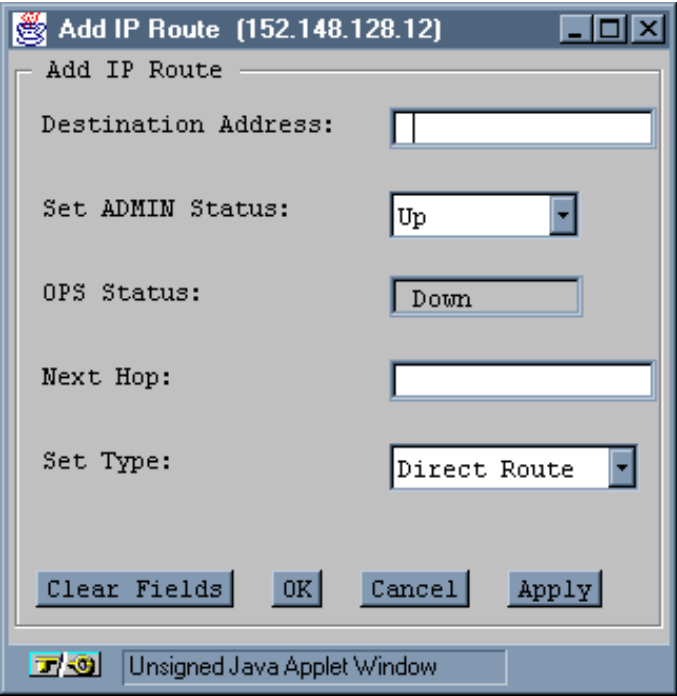 Add IP Route (152.148.128.12)
Add IP Route
Destination Address:
Set ADMIN Status: Up
OPS Status: Down
Next Hop:
Set Type: Direct Route
Clear Fields OK Cancel Apply
Unsigned Java Applet Window